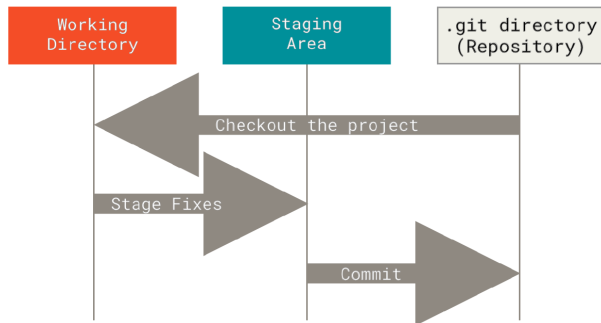 Working
Directory
Staging
Area
.git directory
(Repository)
Checkout the project
Stage Fixes
Commit